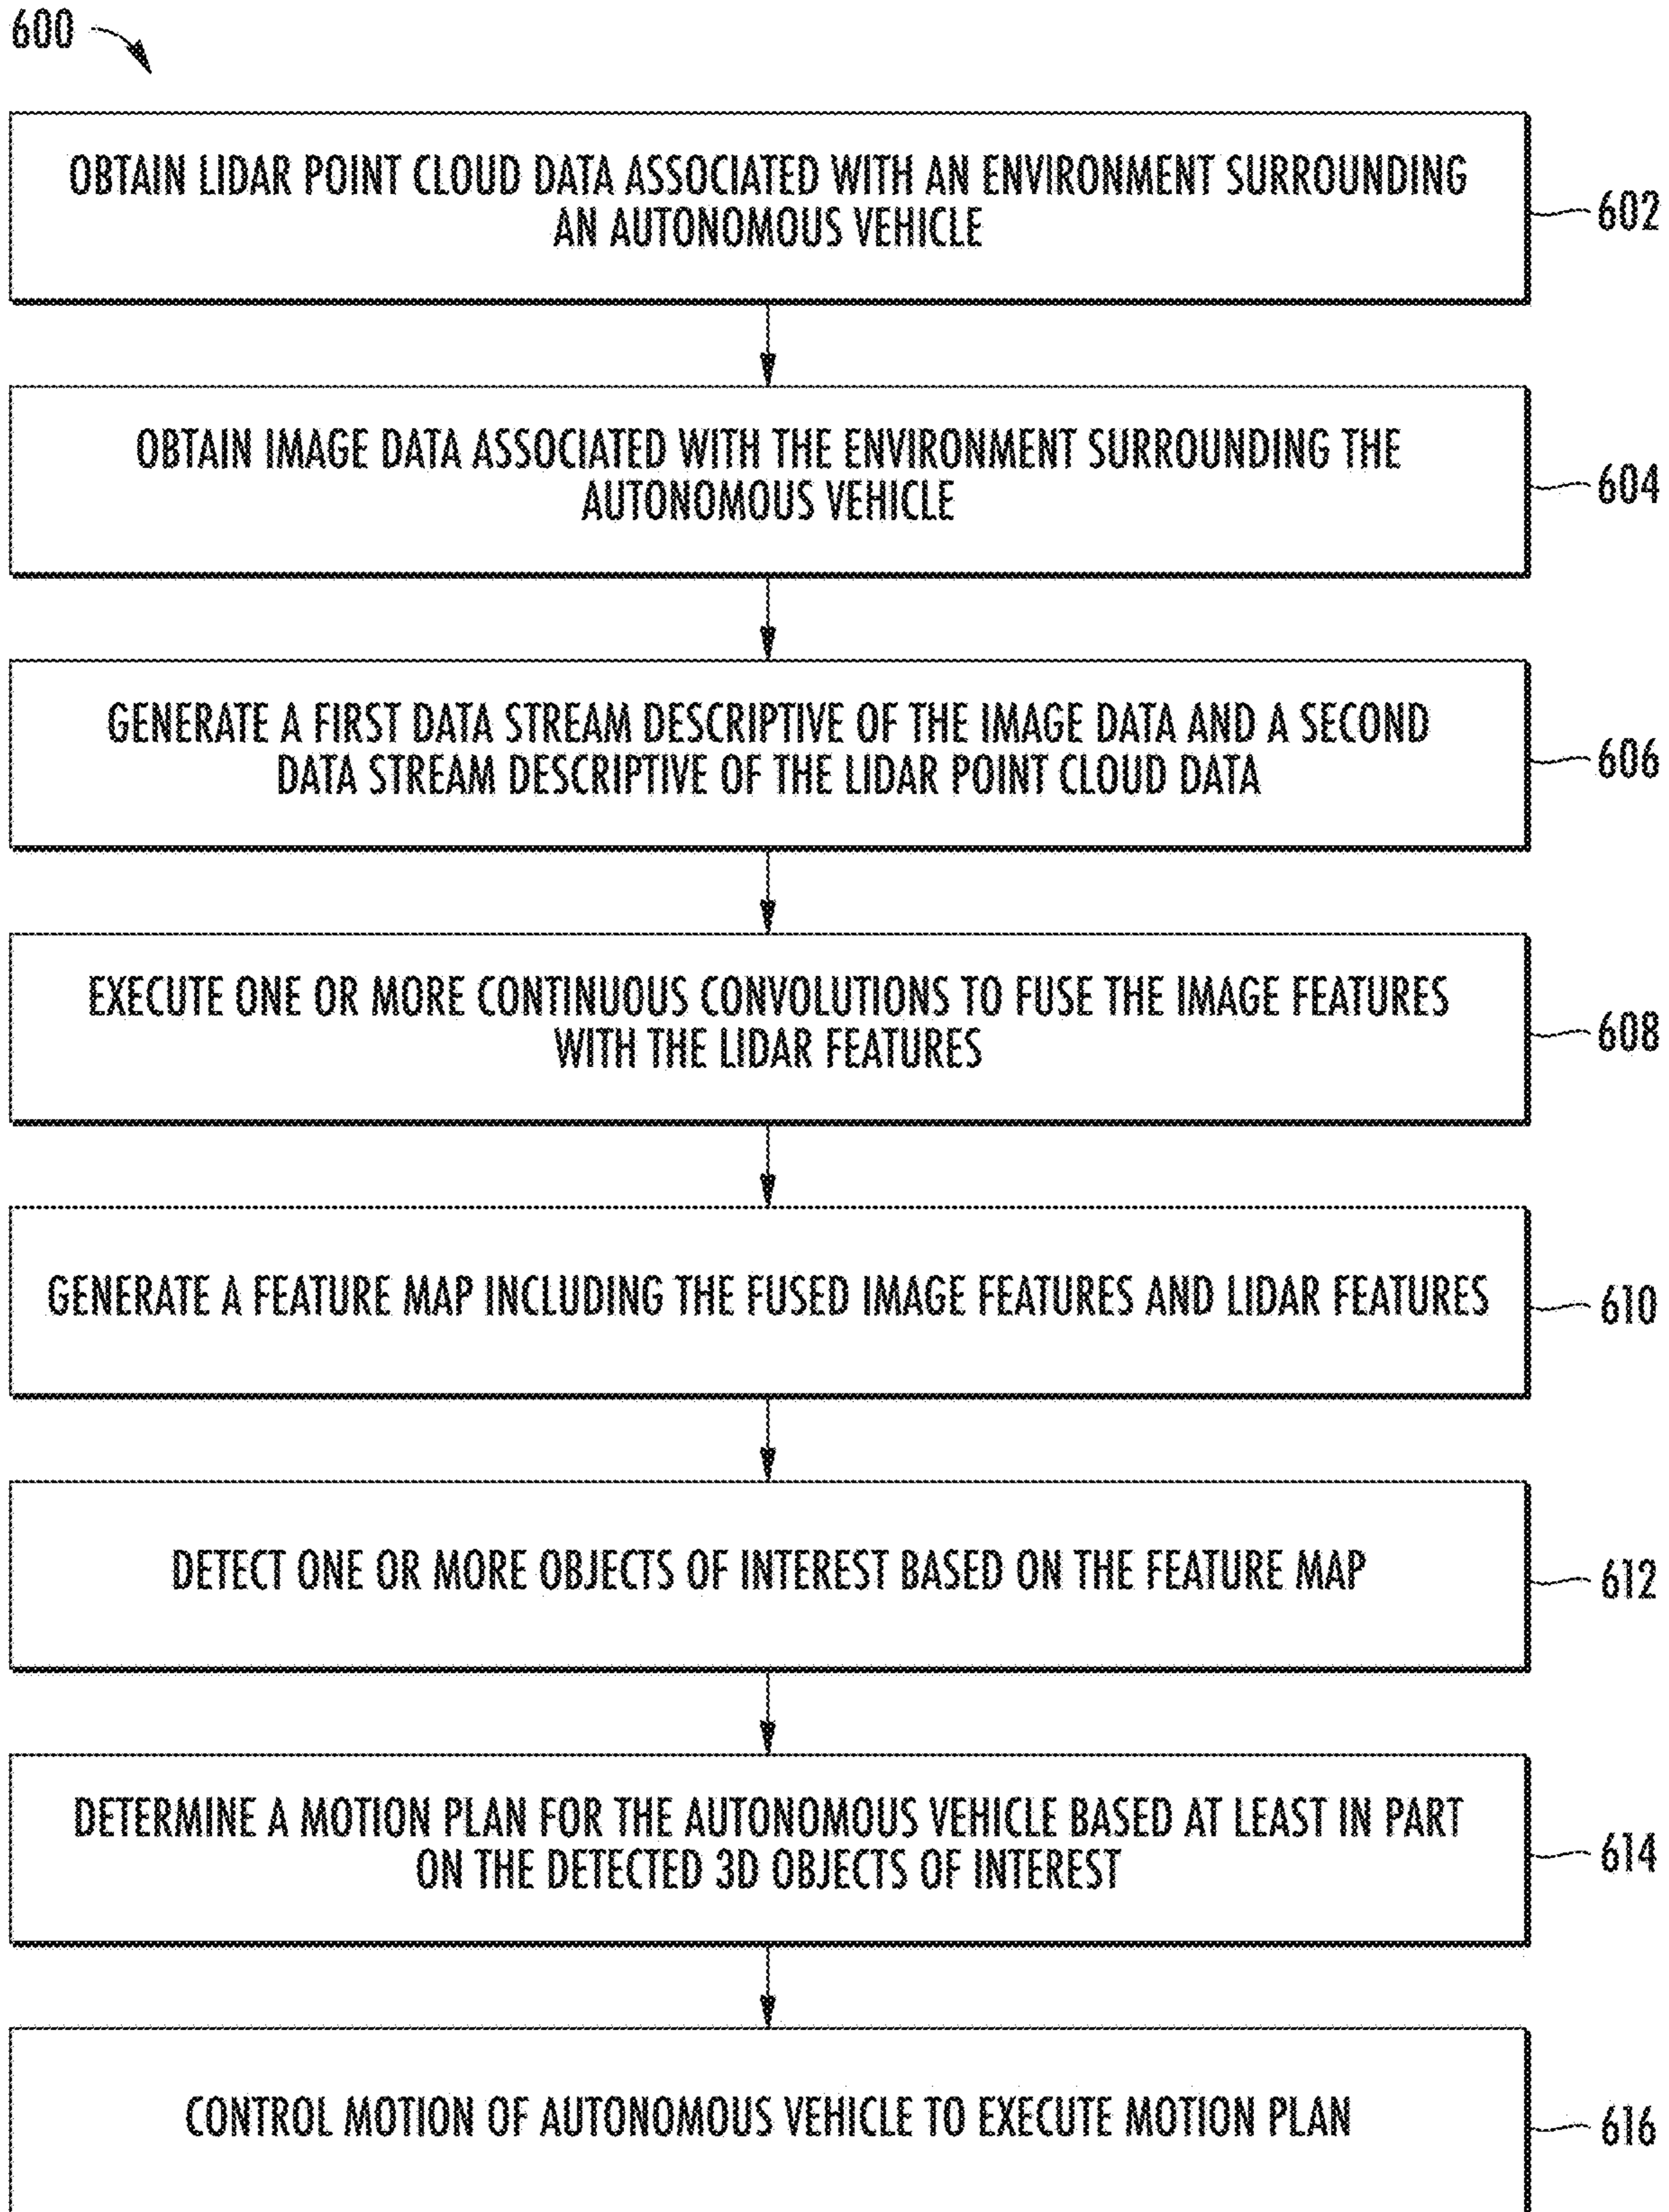 600
OBTAIN LIDAR POINT CLOUD DATA ASSOCIATED WITH AN ENVIRONMENT SURROUNDING
AN AUTONOMOUS VEHICLE
602
OBTAIN IMAGE DATA ASSOCIATED WITH THE ENVIRONMENT SURROUNDING THE
AUTONOMOUS VEHICLE
604
GENERATE A FIRST DATA STREAM DESCRIPTIVE OF THE IMAGE DATA AND A SECOND
DATA STREAM DESCRIPTIVE OF THE LIDAR POINT CLOUD DATA
606
EXECUTE ONE OR MORE CONTINUOUS CONVOLUTIONS TO FUSE THE IMAGE FEATURES
WITH THE LIDAR FEATURES
608
GENERATE A FEATURE MAP INCLUDING THE FUSED IMAGE FEATURES AND LIDAR FEATURES
610
DETECT ONE OR MORE OBJECTS OF INTEREST BASED ON THE FEATURE MAP
612
DETERMINE A MOTION PLAN FOR THE AUTONOMOUS VEHICLE BASED AT LEAST IN PART
ON THE DETECTED 3D OBJECTS OF INTEREST
614
CONTROL MOTION OF AUTONOMOUS VEHICLE TO EXECUTE MOTION PLAN
616